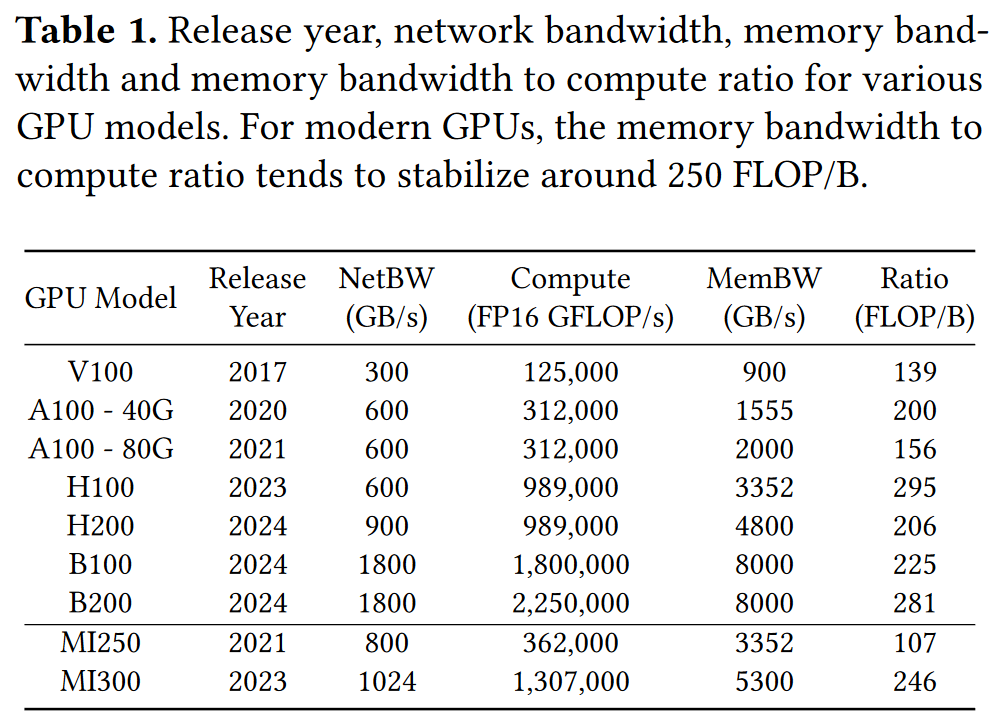 Table 1. Release year, network bandwidth, memory band-
width and memory bandwidth to compute ratio for various
GPU models. For modern GPUs, the memory bandwidth to
compute ratio tends to stabilize around 250 FLOP/B.
GPU Model Release Year NetBW (GB/s) Compute (FP16 GFLOP/s) MemBW (GB/s) Ratio (FLOP/B)
V100 2017 300 125,000 900 139
A100 - 40G 2020 600 312,000 1555 200
A100 - 80G 2021 600 312,000 2000 156
H100 2023 600 989,000 3352 295
H200 2024 900 989,000 4800 206
B100 2024 1800 1,800,000 8000 225
B200 2024 1800 2,250,000 8000 281
MI250 2021 800 362,000 3352 107
MI300 2023 1024 1,307,000 5300 246